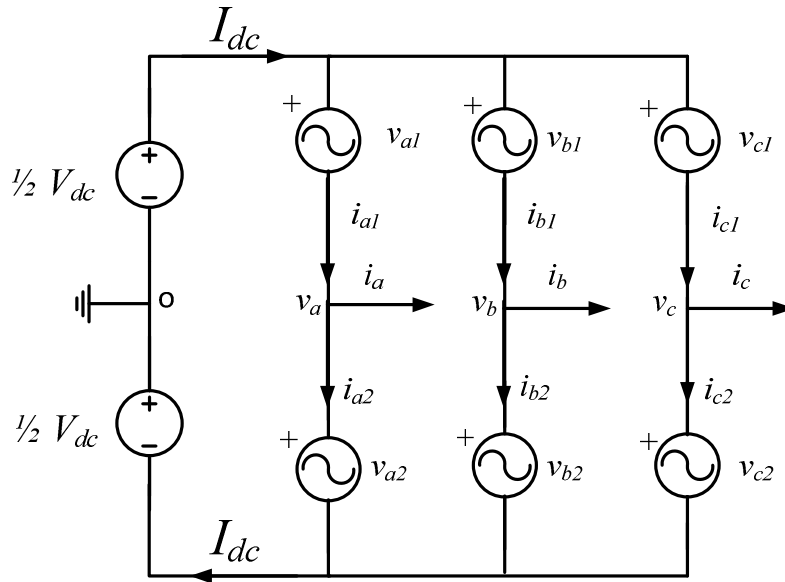 I_dc
+ + +
v_a1 v_b1 v_c1
½ V_dc + −
i_a1 i_b1 i_c1
i_a i_b i_c
o v_a v_b v_c
i_a2 i_b2 i_c2
½ V_dc + −
+ + +
v_a2 v_b2 v_c2
I_dc